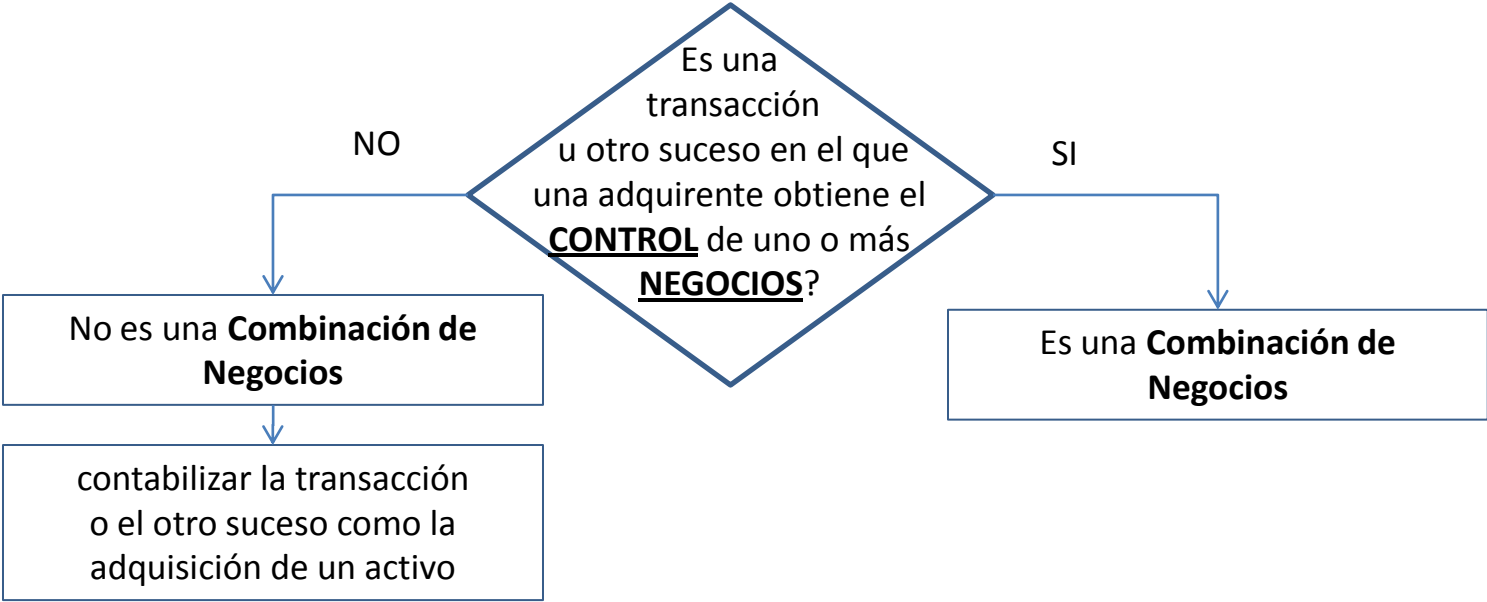 Es una
transacción
u otro suceso en el que
una adquirente obtiene el
CONTROL de uno o más
NEGOCIOS?
NO
SI
No es una Combinación de
Negocios
Es una Combinación de
Negocios
contabilizar la transacción
o el otro suceso como la
adquisición de un activo